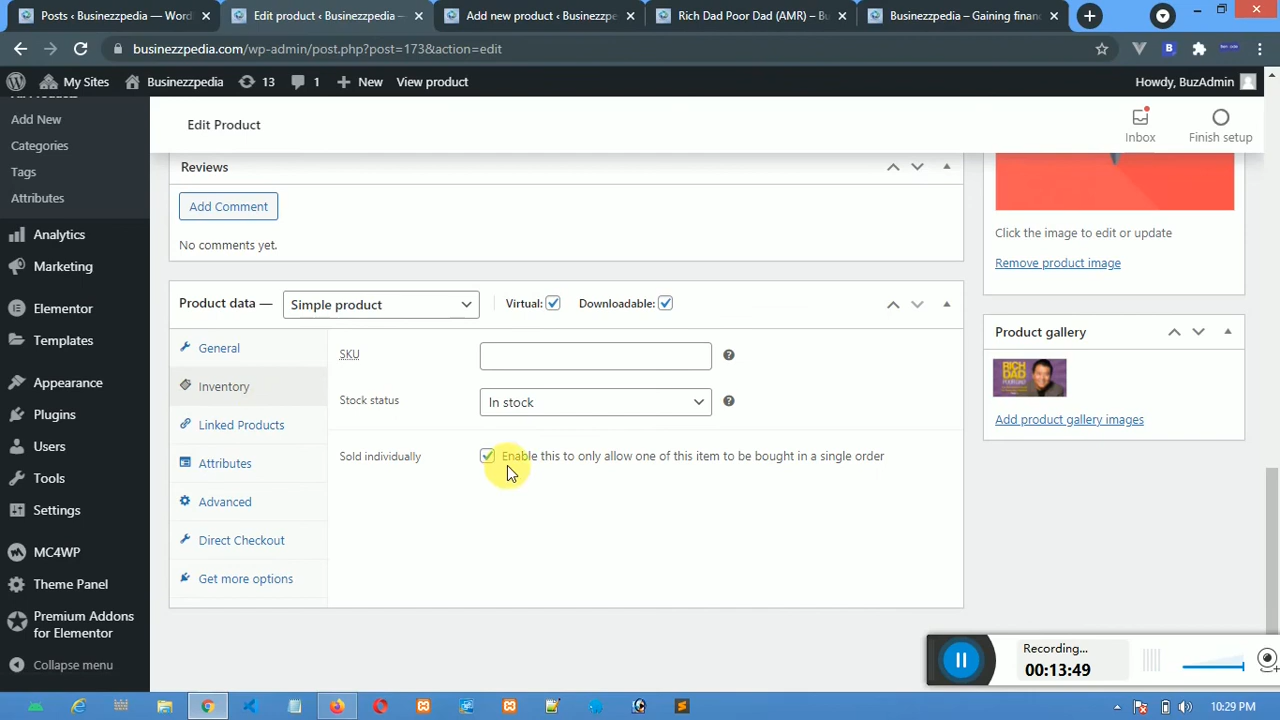 Posts ‹ Businezzpedia — Word
Edit product ‹ Businezzpedia —
Add new product ‹ Businezzpe
Rich Dad Poor Dad (AMR) – Bu
Businezzpedia – Gaining financ
businezzpedia.com/wp-admin/post.php?post=173&action=edit
My Sites
Businezzpedia
13
1
New
View product
Howdy, BuzAdmin
Add New
Categories
Tags
Attributes
Analytics
Marketing
Elementor
Templates
Appearance
Plugins
Users
Tools
Settings
MC4WP
Theme Panel
Premium Addons
for Elementor
Collapse menu
Edit Product
Inbox
Finish setup
Reviews
Add Comment
No comments yet.
Product data —
Simple product
Virtual:
Downloadable:
General
Inventory
Linked Products
Attributes
Advanced
Direct Checkout
Get more options
SKU
Stock status
In stock
Sold individually
Enable this to only allow one of this item to be bought in a single order
Click the image to edit or update
Remove product image
Product gallery
RICH
DAD
Add product gallery images
Recording...
00:13:49
10:29 PM